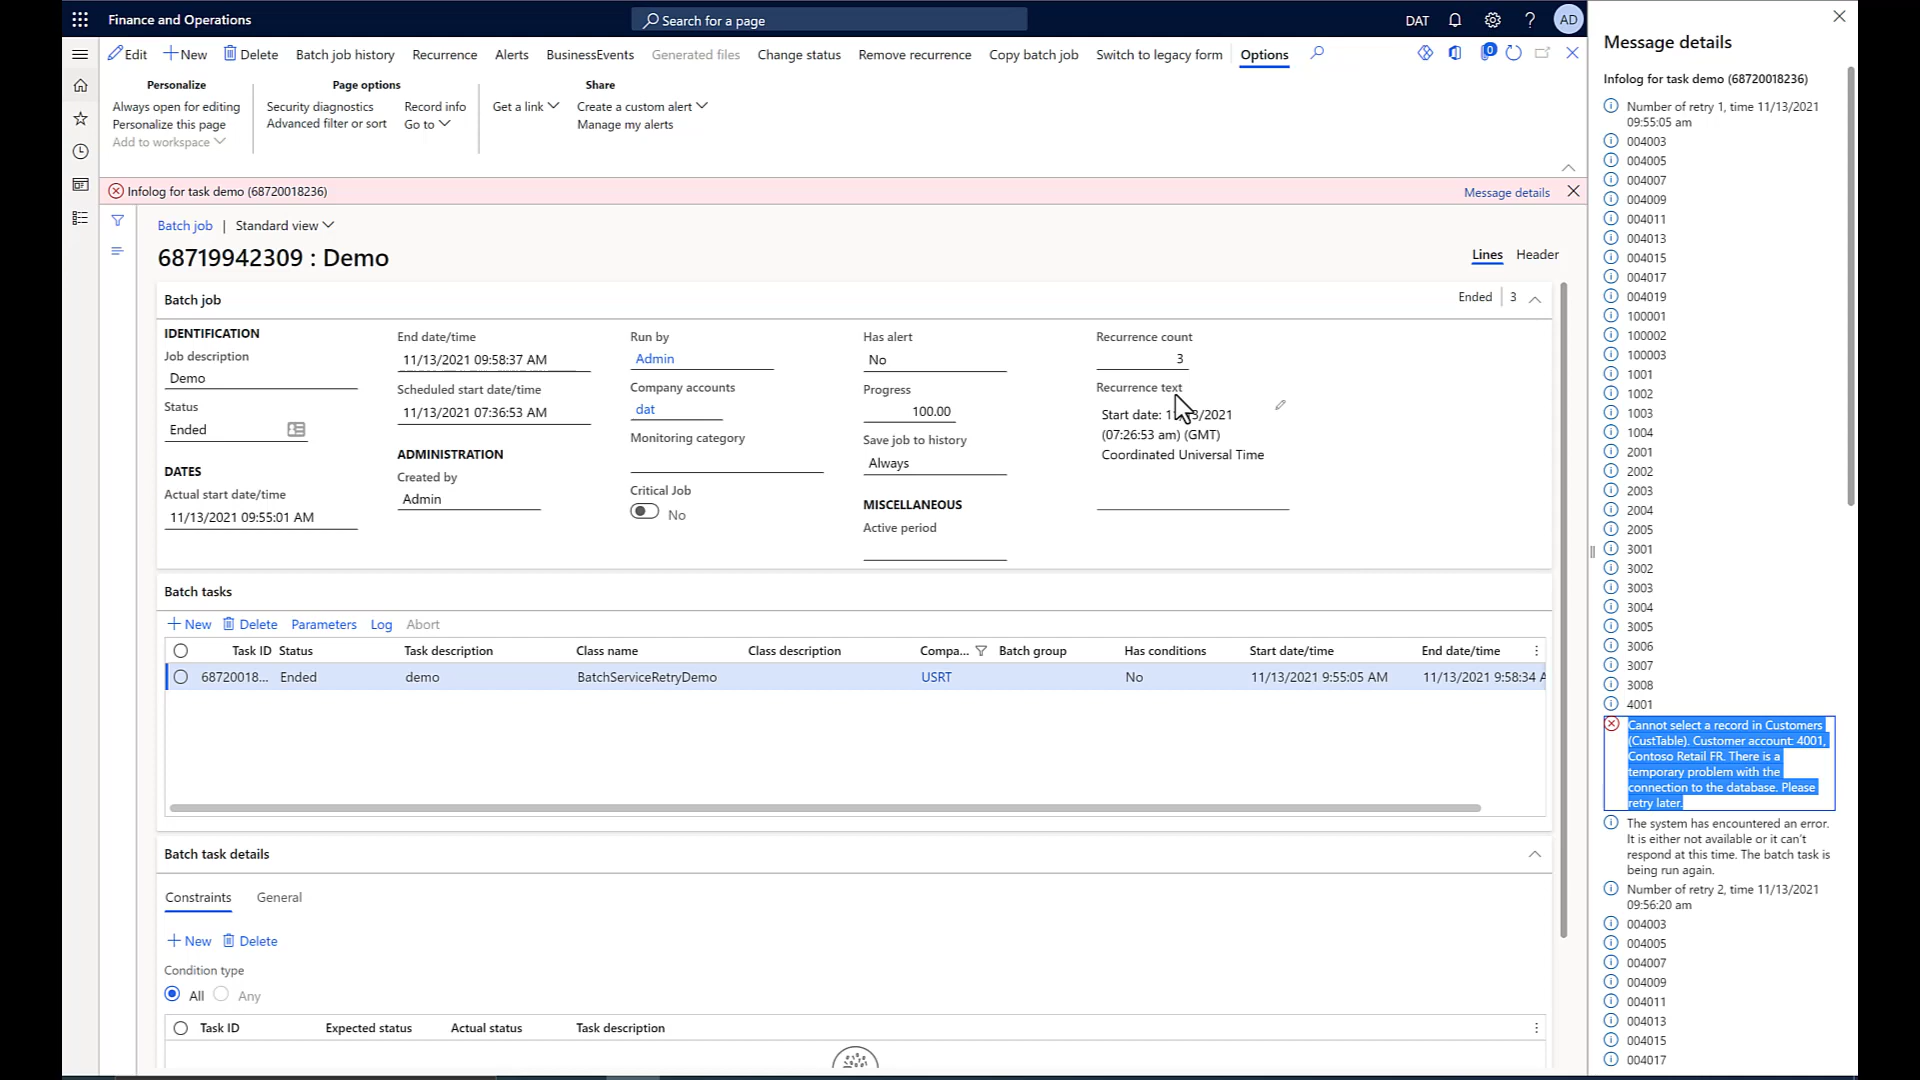 Finance and Operations
Search for a page
DAT
AD
Edit
New
Delete
Batch job history
Recurrence
Alerts
BusinessEvents
Generated files
Change status
Remove recurrence
Copy batch job
Switch to legacy form
Options
0
Personalize
Always open for editing
Personalize this page
Add to workspace
Page options
Security diagnostics
Record info
Advanced filter or sort
Go to
Share
Get a link
Create a custom alert
Manage my alerts
Infolog for task demo (68720018236)
Message details
Batch job | Standard view
68719942309 : Demo
Lines
Header
Batch job
Ended
3
IDENTIFICATION
Job description
Demo
Status
Ended
DATES
Actual start date/time
11/13/2021 09:55:01 AM
End date/time
11/13/2021 09:58:37 AM
Scheduled start date/time
11/13/2021 07:36:53 AM
ADMINISTRATION
Created by
Admin
Run by
Admin
Company accounts
dat
Monitoring category
Critical Job
No
Has alert
No
Progress
100.00
Save job to history
Always
MISCELLANEOUS
Active period
Recurrence count
3
Recurrence text
Start date: 11/13/2021
(07:26:53 am) (GMT)
Coordinated Universal Time
Batch tasks
New
Delete
Parameters
Log
Abort
Task ID Status Task description Class name Class description Compa... Batch group Has conditions Start date/time End date/time
68720018... Ended demo BatchServiceRetryDemo USRT No 11/13/2021 9:55:05 AM 11/13/2021 9:58:34 A
Batch task details
Constraints
General
New
Delete
Condition type
All
Any
Task ID Expected status Actual status Task description
Message details
Infolog for task demo (68720018236)
Number of retry 1, time 11/13/2021
09:55:05 am
004003
004005
004007
004009
004011
004013
004015
004017
004019
100001
100002
100003
1001
1002
1003
1004
2001
2002
2003
2004
2005
3001
3002
3003
3004
3005
3006
3007
3008
4001
Cannot select a record in Customers
(CustTable). Customer account: 4001,
Contoso Retail FR. There is a
temporary problem with the
connection to the database. Please
retry later.
The system has encountered an error.
It is either not available or it can't
respond at this time. The batch task is
being run again.
Number of retry 2, time 11/13/2021
09:56:20 am
004003
004005
004007
004009
004011
004013
004015
004017